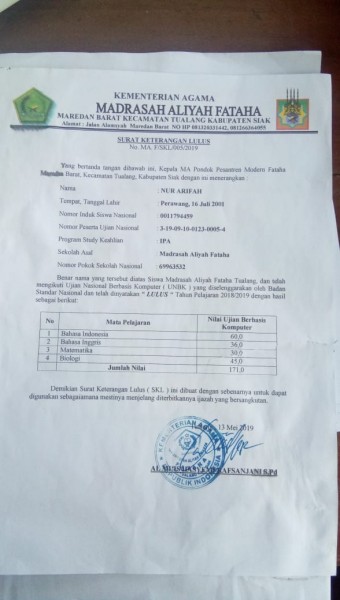 KEMENTERIAN AGAMA
MADRASAH ALIYAH FATAHA
MAREDAN BARAT KECAMATAN TUALANG KABUPATEN SIAK
Alamat : Jalan Alamsyah Maredan Barat NO HP 081226331442, 081266264055
SURAT KETERANGAN LULUS
No. MA. F/SKL/005/2019
Yang bertanda tangan dibawah ini, Kepala MA Pondok Pesantren Modern Fataha
Maredan Barat, Kecamatan Tualang, Kabupaten Siak dengan ini menerangkan :
Nama : NUR ARIFAH
Tempat, Tanggal Lahir : Perawang, 16 Juli 2001
Nomor Induk Siswa Nasional : 0011794459
Nomor Peserta Ujian Nasional : 3-19-09-10-0123-0005-4
Program Study Keahlian : IPA
Sekolah Asal : Madrasah Aliyah Fataha
Nomor Pokok Sekolah Nasional : 69963532
Benar nama yang tersebut diatas Siswa Madrasah Aliyah Fataha Tualang, dan telah
mengikuti Ujian Nasional Berbasis Komputer ( UNBK ) yang diselenggarakan oleh Badan
Standar Nasional dan telah dinyatakan " LULUS " Tahun Pelajaran 2018/2019 dengan hasil
sebagai berikut:
No Mata Pelajaran Nilai Ujian Berbasis Komputer
1 Bahasa Indonesia 60,0
2 Bahasa Inggris 36,0
3 Matematika 30,0
4 Biologi 45,0
Jumlah Nilai 171,0
Demikian Surat Keterangan Lulus ( SKL ) ini dibuat dengan sebenarnya untuk dapat
digunakan sebagaiamana mestinya menjelang diterbitkannya ijazah yang bersangkutan.
13 Mei 2019
KEMENTERIAN AGAMA
REPUBLIK INDONESIA
RAFSANJANI S.Pd